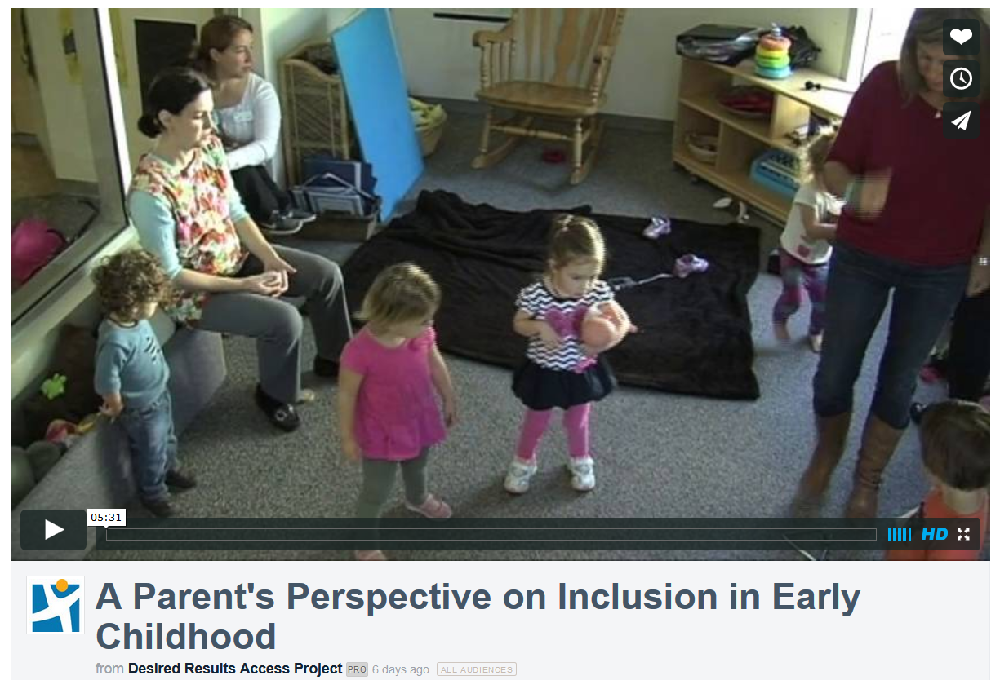 05:31
HD
A Parent's Perspective on Inclusion in Early
Childhood
from Desired Results Access Project PRO 6 days ago ALL AUDIENCES